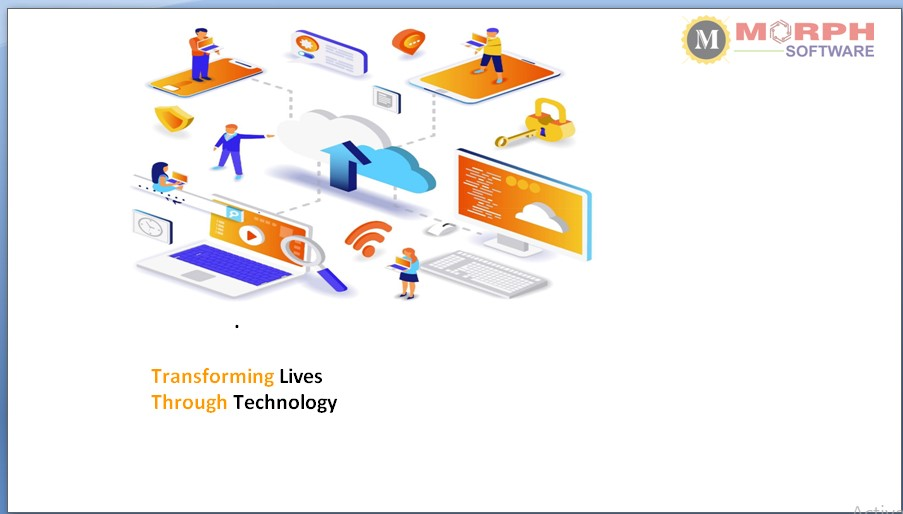 M MORPH
SOFTWARE
P
.
Transforming Lives
Through Technology